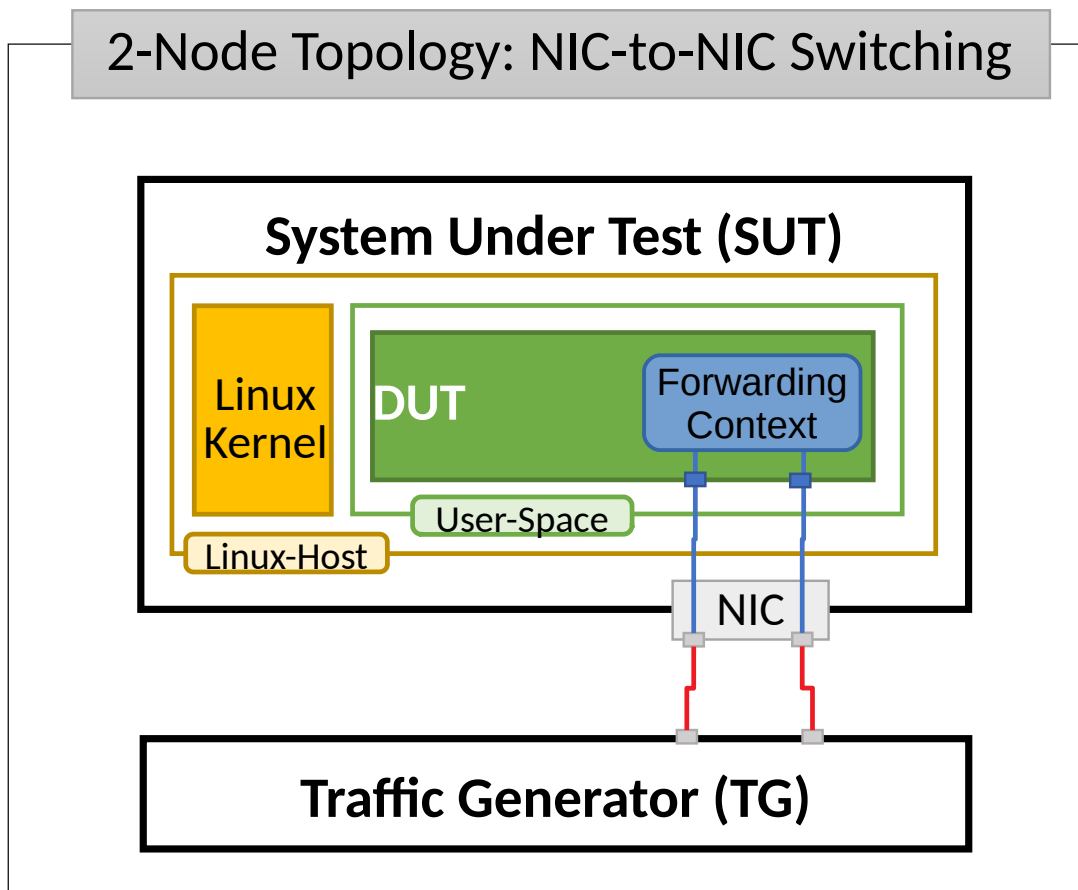 2-Node Topology: NIC-to-NIC Switching
System Under Test (SUT)
Linux
Kernel
DUT
Forwarding
Context
User-Space
Linux-Host
NIC
Traffic Generator (TG)